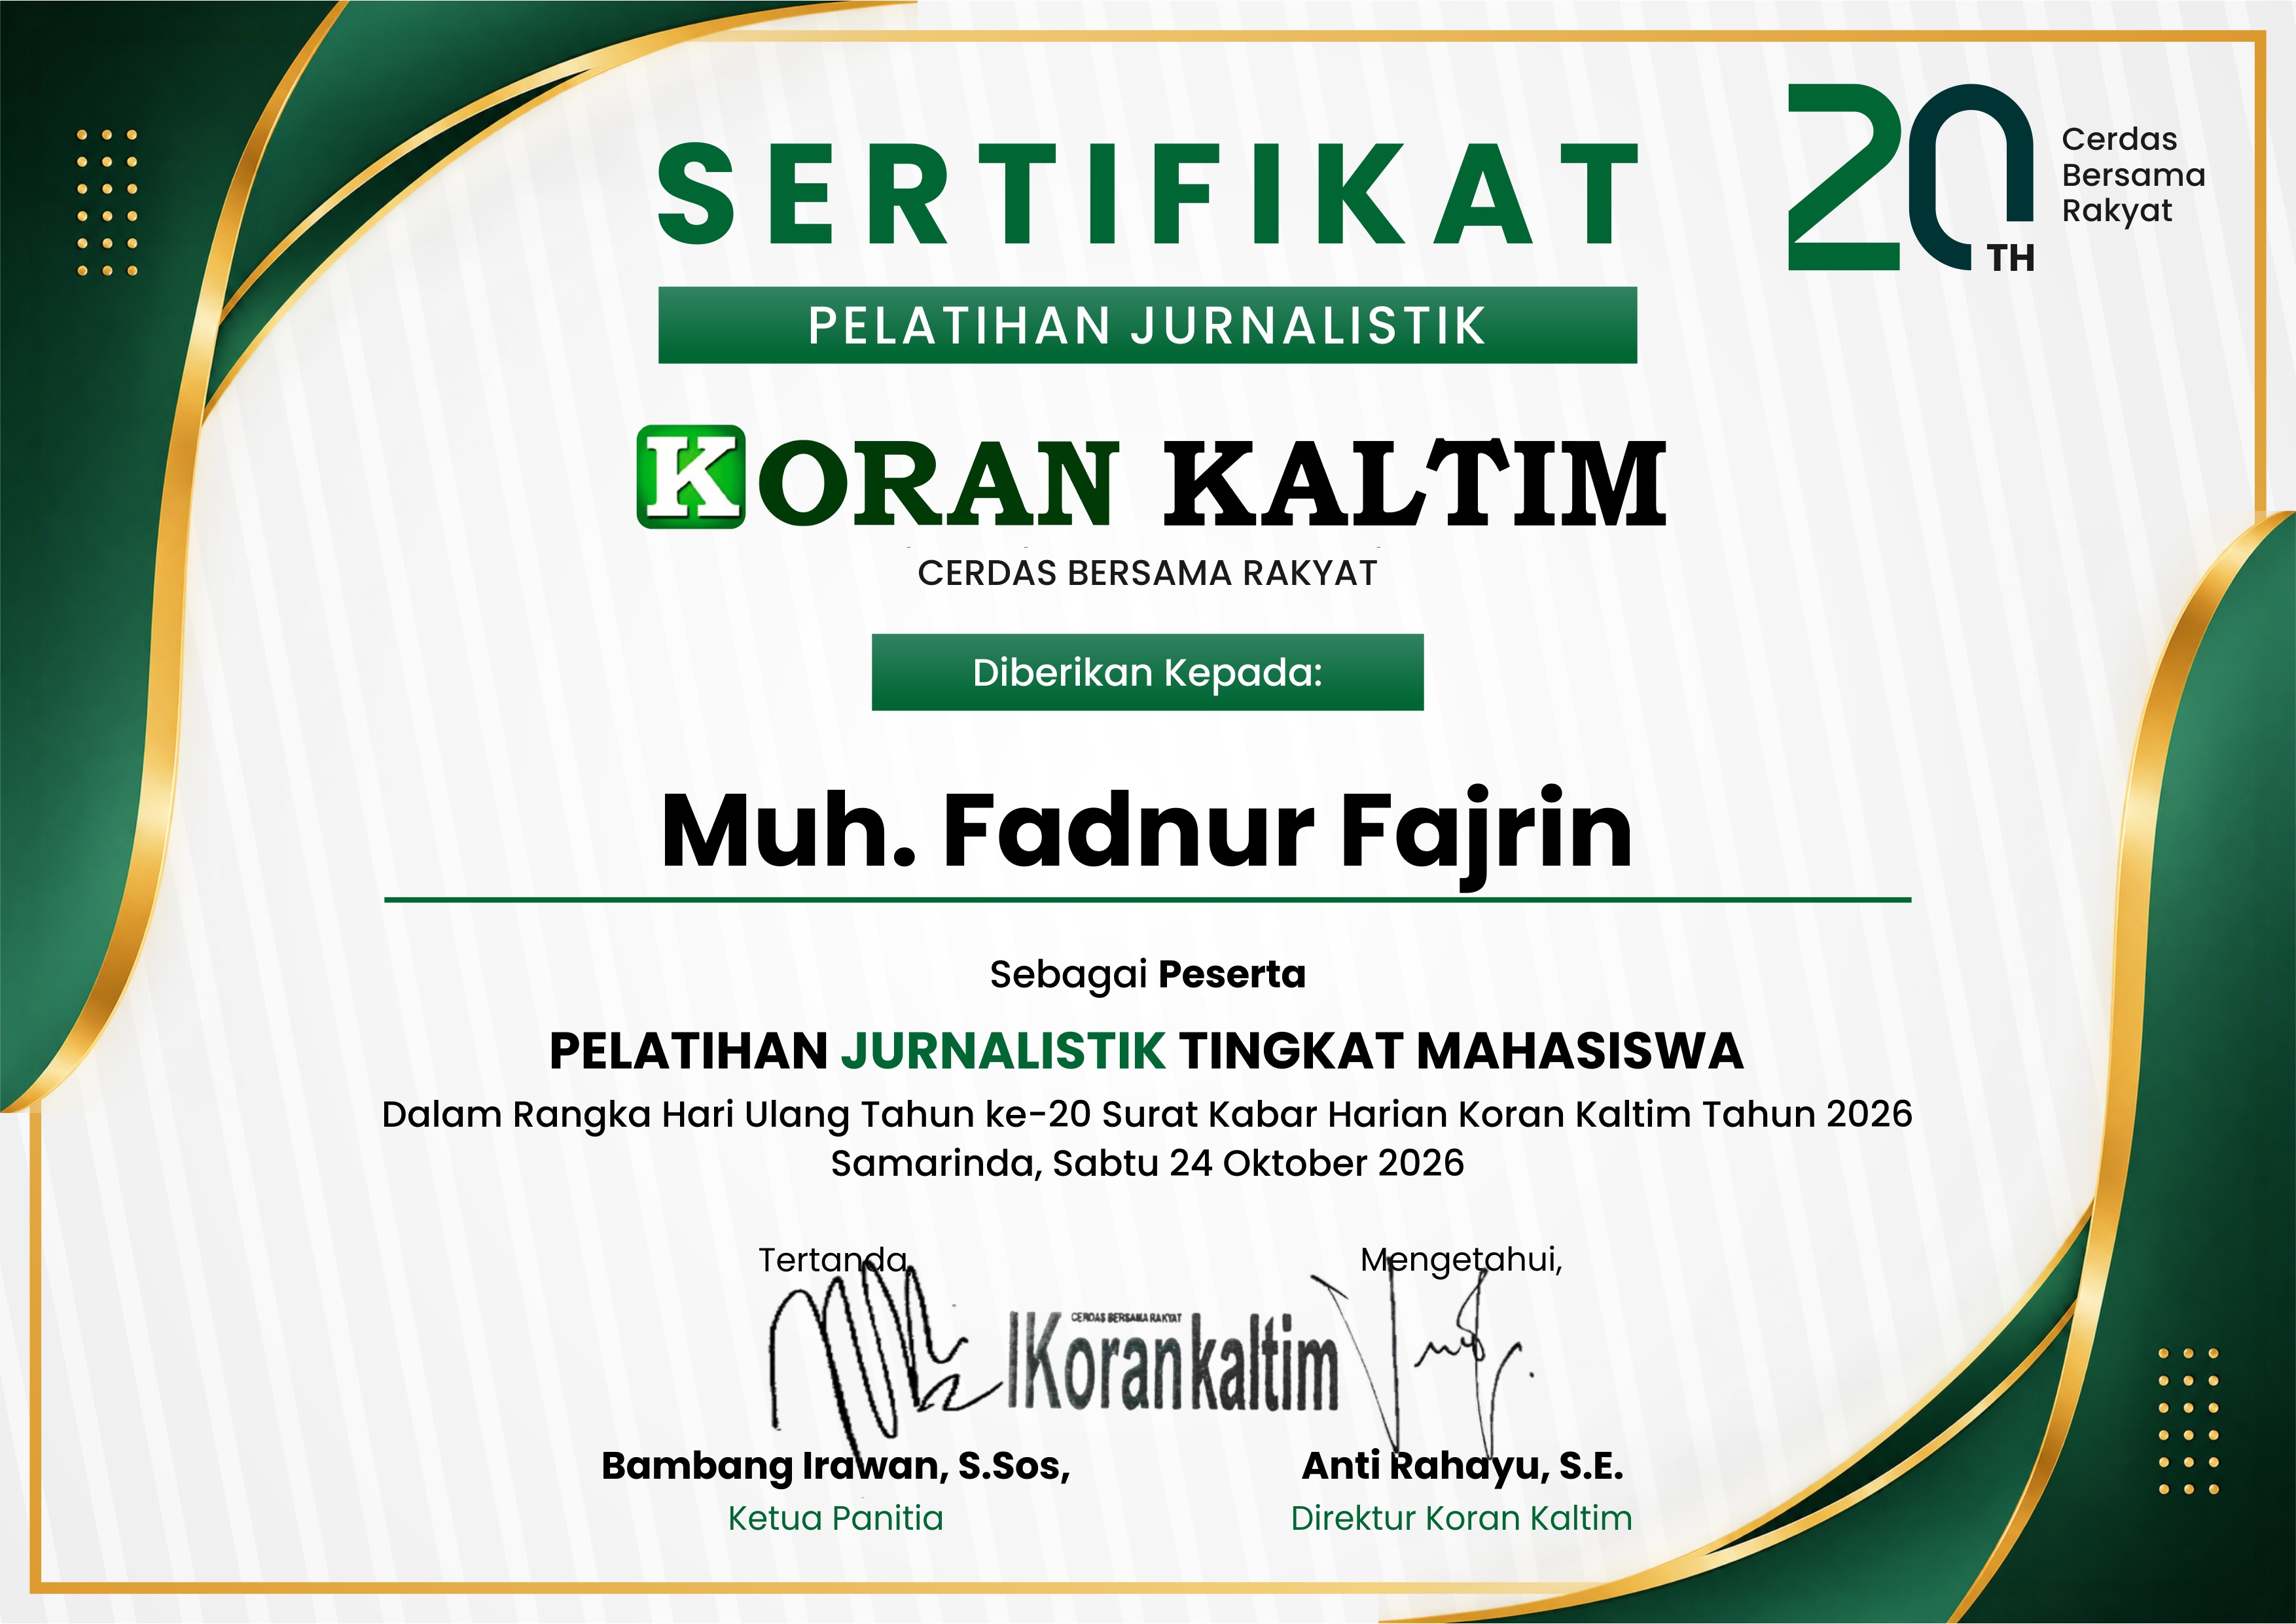 SERTIFIKAT
20TH
Cerdas
Bersama
Rakyat
PELATIHAN JURNALISTIK
KORAN KALTIM
CERDAS BERSAMA RAKYAT
Diberikan Kepada:
Muh. Fadnur Fajrin
Sebagai Peserta
PELATIHAN JURNALISTIK TINGKAT MAHASISWA
Dalam Rangka Hari Ulang Tahun ke-20 Surat Kabar Harian Koran Kaltim Tahun 2026
Samarinda, Sabtu 24 Oktober 2026
Tertanda
Mengetahui,
CERDAS BERSAMA RAKYAT
Korankaltim
Bambang Irawan, S.Sos,
Anti Rahayu, S.E.
Ketua Panitia
Direktur Koran Kaltim